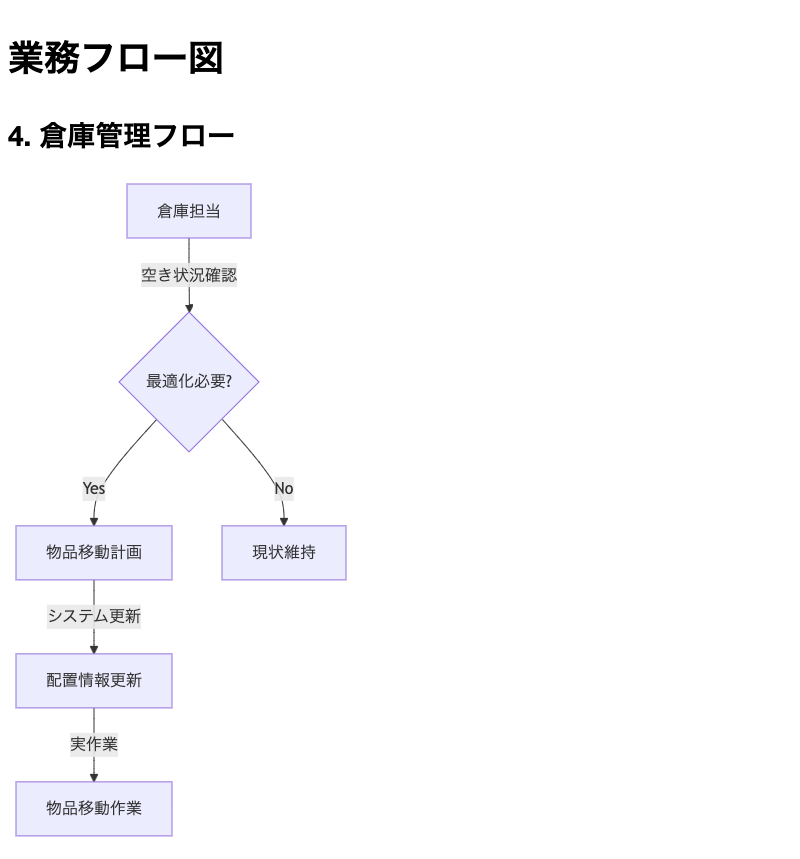 業務フロー図
4. 倉庫管理フロー
倉庫担当
空き状況確認
最適化必要?
Yes
No
物品移動計画
現状維持
システム更新
配置情報更新
実作業
物品移動作業